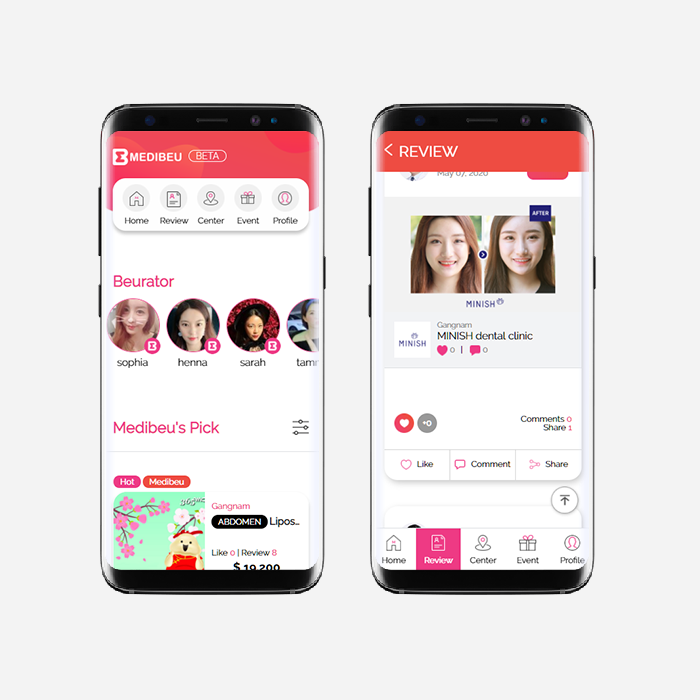 MEDIBEU BETA
Home Review Center Event Profile
Beurator
sophia henna sarah
Medibeu's Pick
Hot Medibeu
Gangnam
ABDOMEN Lipos..
Like 0 | Review 8
$ 19,200
REVIEW
May 07, 2020
AFTER
MINISH
Gangnam
MINISH dental clinic
MINISH
0 | 0
+0
Comments 0
Share 1
Like Comment Share
Home Review Center Event Profile